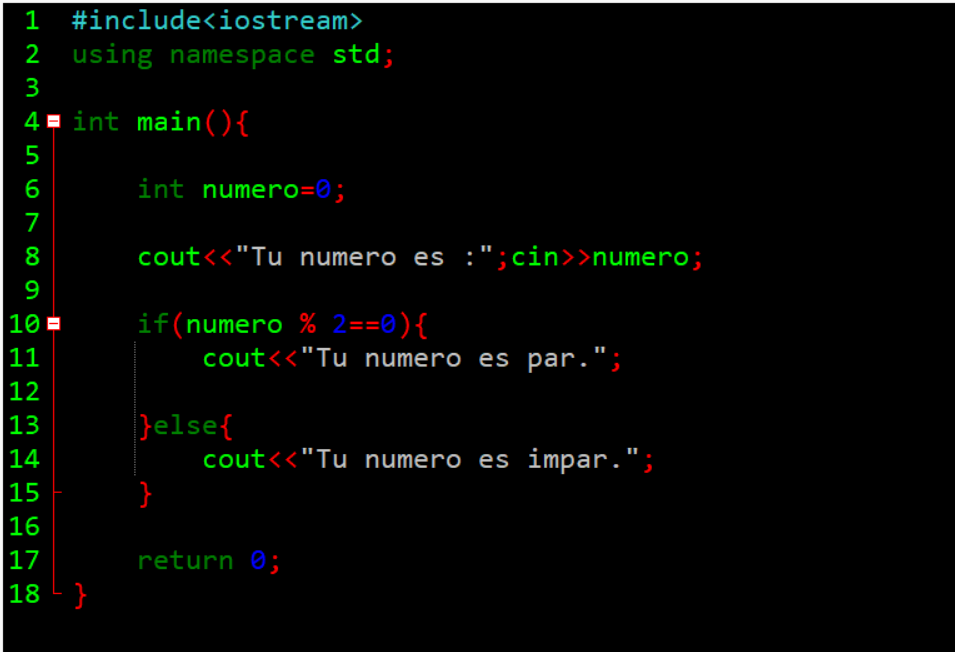 1 #include<iostream>
2 using namespace std;
3
4 int main(){
5
6 int numero=0;
7
8 cout<<"Tu numero es :";cin>>numero;
9
10 if(numero % 2==0){
11 cout<<"Tu numero es par.";
12
13 }else{
14 cout<<"Tu numero es impar.";
15 }
16
17 return 0;
18 }